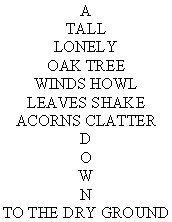 A
TALL
LONELY
OAK TREE
WINDS HOWL
LEAVES SHAKE
ACORNS CLATTER
D
O
W
N
TO THE DRY GROUND